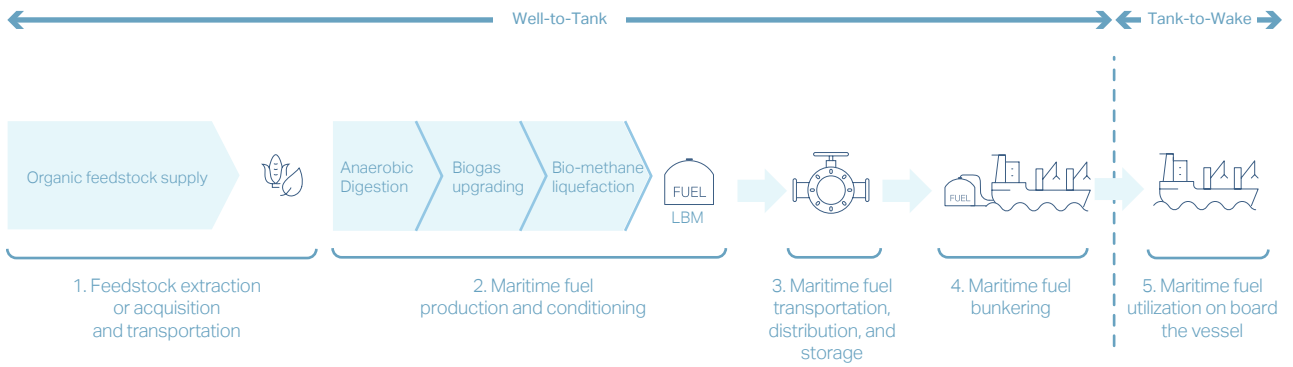 Well-to-Tank
Tank-to-Wake
Organic feedstock supply
Anaerobic
Digestion
Biogas
upgrading
Bio-methane
liquefaction
FUEL
LBM
FUEL
1. Feedstock extraction
or acquisition
and transportation
2. Maritime fuel
production and conditioning
3. Maritime fuel
transportation,
distribution, and
storage
4. Maritime fuel
bunkering
5. Maritime fuel
utilization on board
the vessel